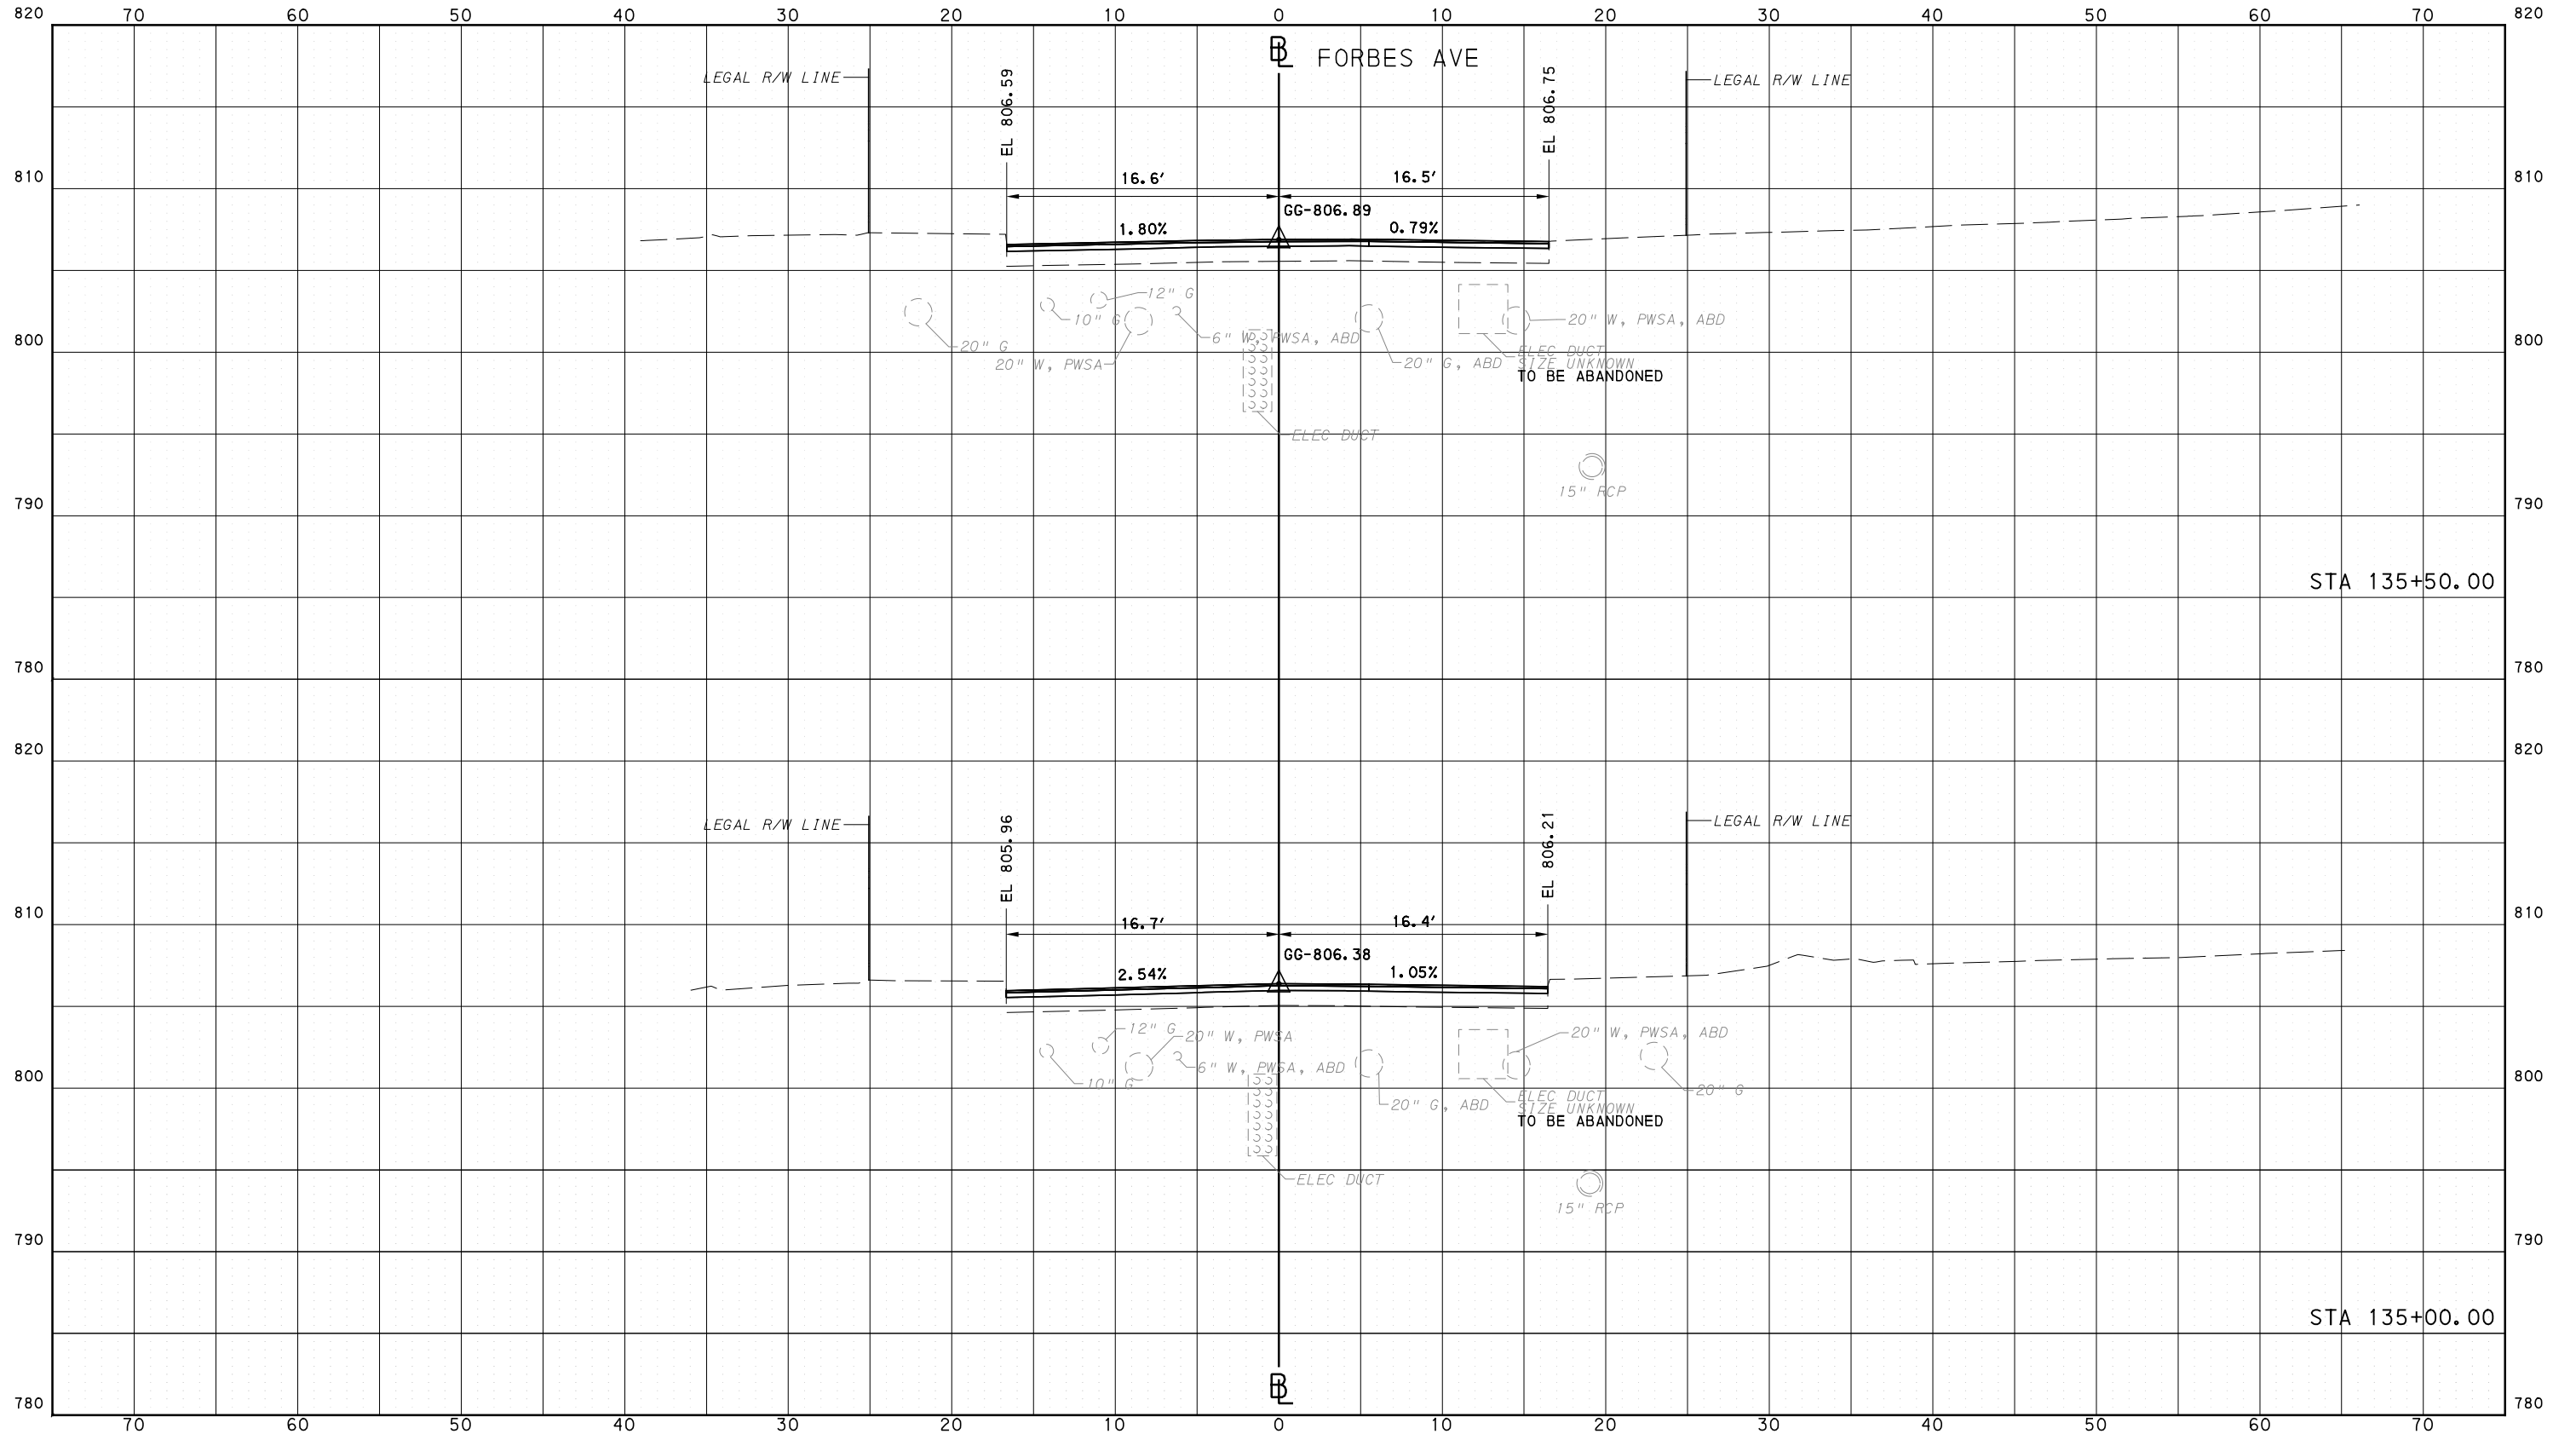 820 70 60 50 40 30 20 10 0 10 20 30 40 50 60 70 820
BL FORBES AVE
LEGAL R/W LINE
EL 806.59
EL 806.75
LEGAL R/W LINE
810 16.6' 16.5' 810
GG-806.89
1.80% 0.79%
12" G
10" G
20" W, PWSA, ABD
6" W, PWSA, ABD
800 800
20" G
20" W, PWSA
20" G, ABD
ELEC DUCT
SIZE UNKNOWN
TO BE ABANDONED
ELEC DUCT
15" RCP
790 790
STA 135+50.00
780 780
820 820
LEGAL R/W LINE
EL 805.96
EL 806.21
LEGAL R/W LINE
810 16.7' 16.4' 810
GG-806.38
2.54% 1.05%
12" G
20" W, PWSA
20" W, PWSA, ABD
6" W, PWSA, ABD
800 800
10" G
20" G
20" G, ABD
ELEC DUCT
SIZE UNKNOWN
TO BE ABANDONED
ELEC DUCT
15" RCP
790 790
STA 135+00.00
BL
780 780
70 60 50 40 30 20 10 0 10 20 30 40 50 60 70